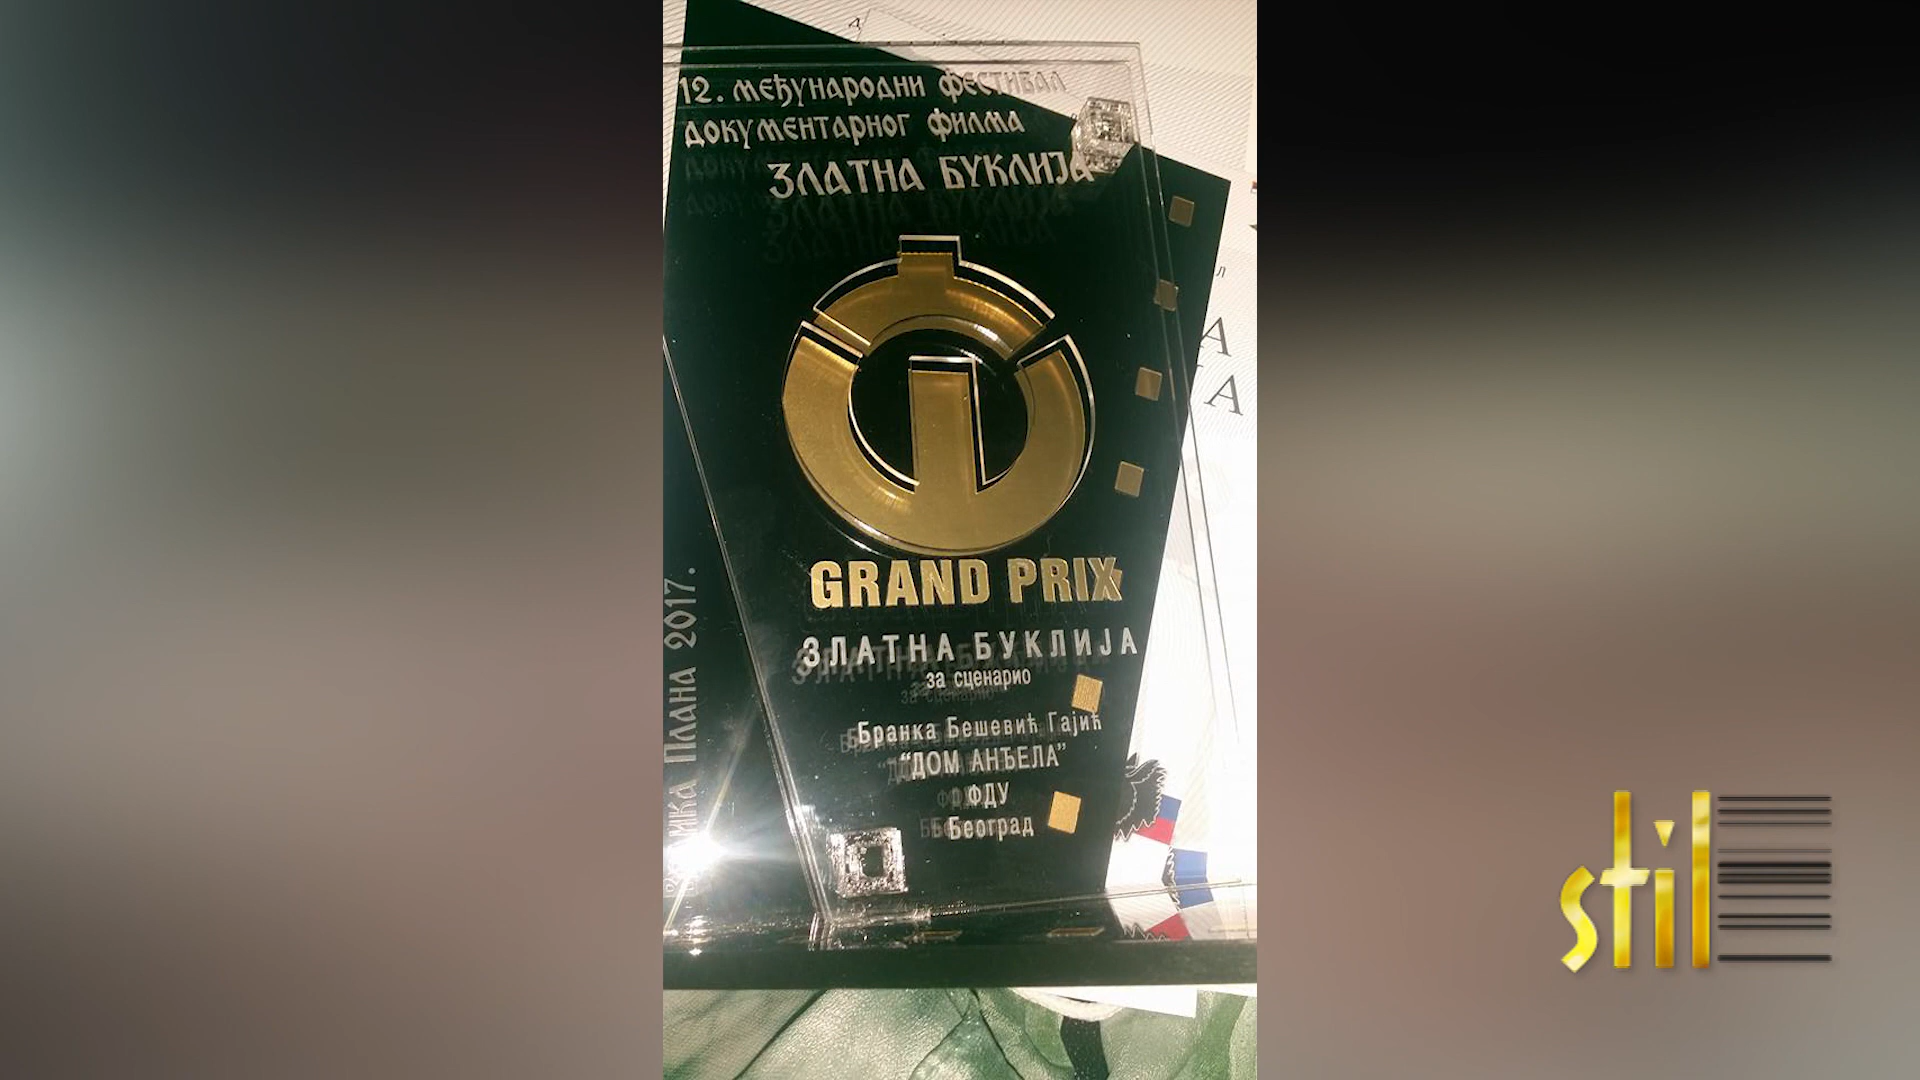 12. МЕЂУНАРОДНИ ФЕСТИВАЛ
ДОКУМЕНТАРНОГ ФИЛМА
ЗЛАТНА БУКЛИЈА
GRAND PRIX
ЗЛАТНА БУКЛИЈА
за сценарио
Бранка Бешевић Гајић
“ДОМ АНЂЕЛА”
ФДУ
Београд
Плана 2017.
stil